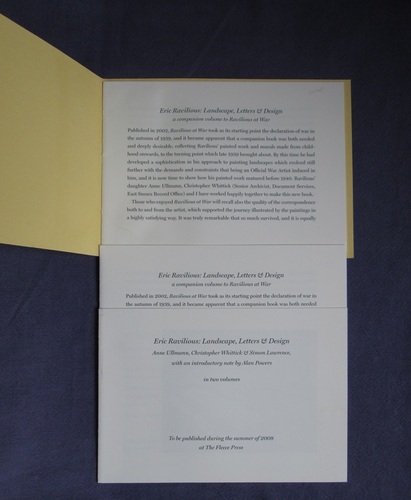 Eric Ravilious: Landscape, Letters & Design
a companion volume to Ravilious at War
Published in 2002, Ravilious at War took as its starting point the declaration of war in
the autumn of 1939, and it became apparent that a companion book was both needed
and deeply desirable, collecting Ravilious' painted work and murals made from child-
hood onwards, to the turning point which late 1939 brought about. By this time he had
developed a sophistication in his approach to painting landscapes which evolved still
further with the demands and constraints that being an Official War Artist induced in
him, and it is now time to show how his painted work matured before 1940. Ravilious'
daughter Anne Ullmann, Christopher Whittick (Senior Archivist, Document Services,
East Sussex Record Office) and I have worked happily together to make this new book.
Those who enjoyed Ravilious at War will recall also the quality of the correspondence
both to and from the artist, which supported the journey illustrated by the paintings in
a highly satisfying way. It was truly remarkable that so much survived, and it is equally
Eric Ravilious: Landscape, Letters & Design
a companion volume to Ravilious at War
Published in 2002, Ravilious at War took as its starting point the declaration of war in
the autumn of 1939, and it became apparent that a companion book was both needed
Eric Ravilious: Landscape, Letters & Design
Anne Ullmann, Christopher Whittick & Simon Lawrence,
with an introductory note by Alan Powers
in two volumes
To be published during the summer of 2008
at The Fleece Press